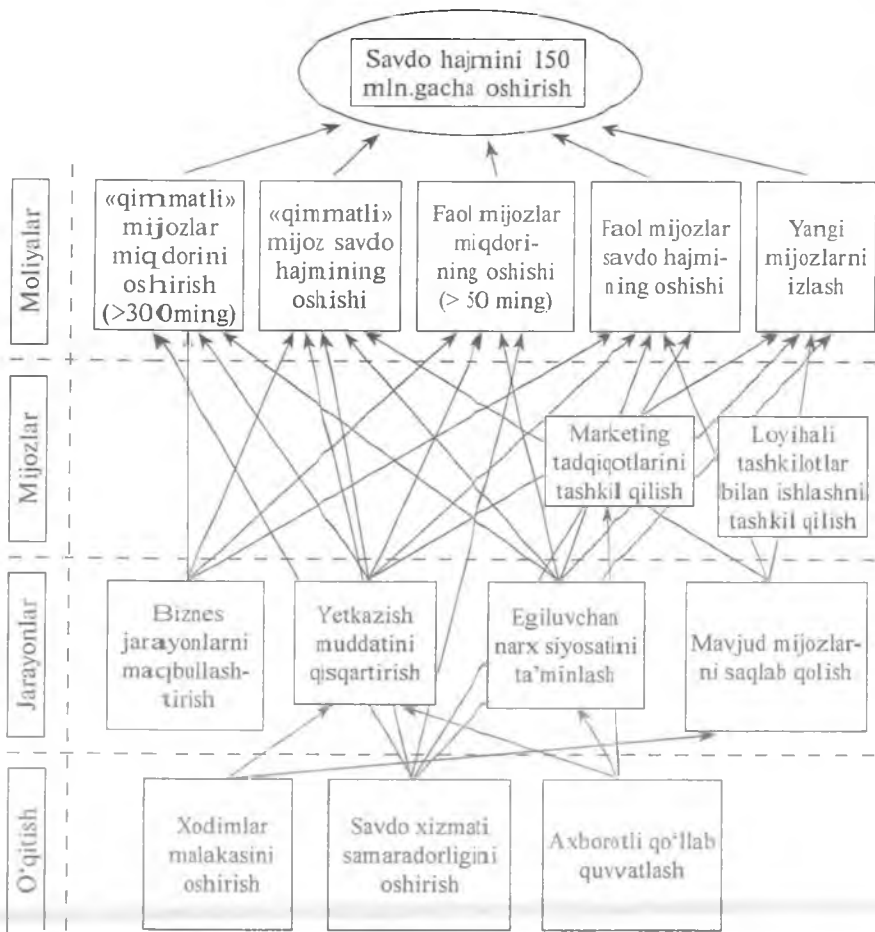 Savdo hajmini 150
mln.gacha oshirish
Moliyalar
«qimmatli»
mijozlar
miqdorini
oshirish
(>300ming)
«qimmatli»
mijoz savdo
hajmining
oshishi
Faol mijozlar
miqdori-
ning oshishi
(> 50 ming)
Faol mijozlar
savdo hajmi-
ning oshishi
Yangi
mijozlarni
izlash
Mijozlar
Marketing
tadqiqotlarini
tashkil qilish
Loyihali
tashkilotlar
bilan ishlashni
tashkil qilish
Jarayonlar
Biznes
jarayonlarni
maqbullash-
tirish
Yetkazish
muddatini
qisqartirish
Egiluvchan
narx siyosatini
ta’minlash
Mavjud mijozlar-
ni saqlab qolish
O‘qitish
Xodimlar
malakasini
oshirish
Savdo xizmati
samaradorligini
oshirish
Axborotli qo‘llab
quvvatlash